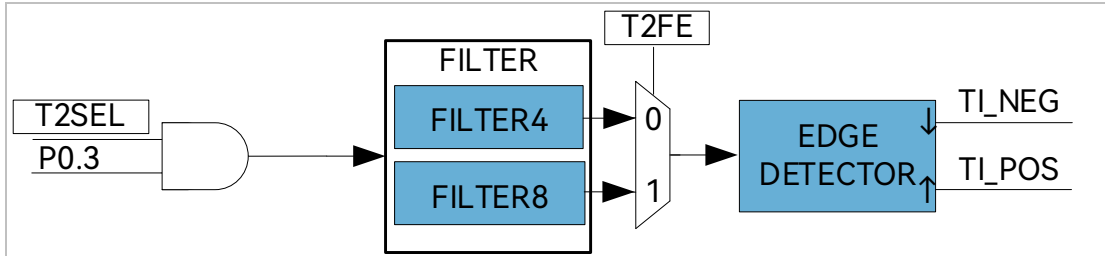 T2FE
FILTER
T2SEL
P0.3
FILTER4
FILTER8
0
1
EDGE
DETECTOR
↓
↑
TI_NEG
TI_POS